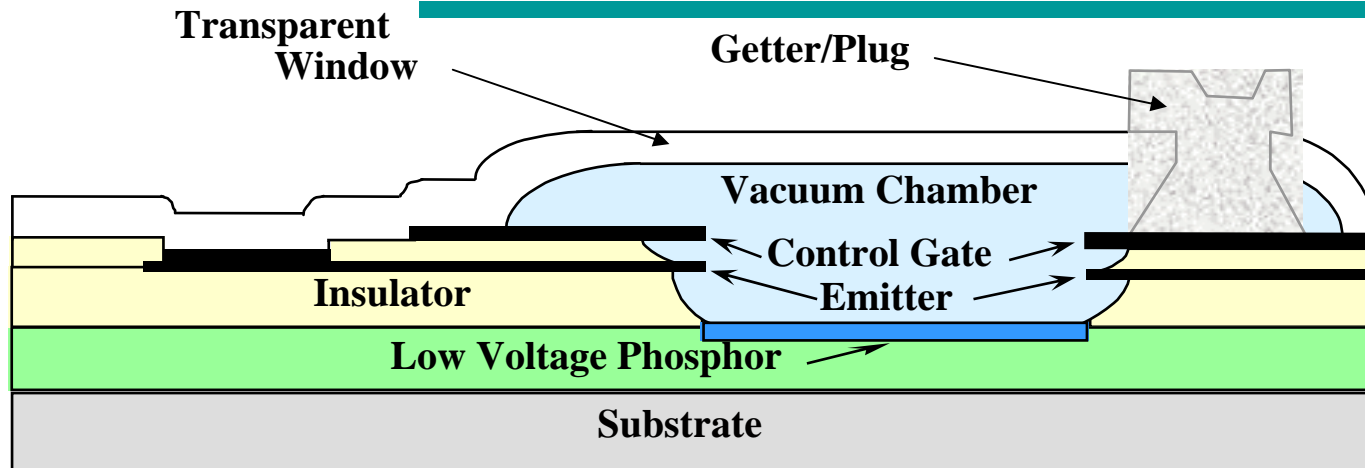 Transparent
Window
Getter/Plug
Vacuum Chamber
Control Gate
Emitter
Insulator
Low Voltage Phosphor
Substrate